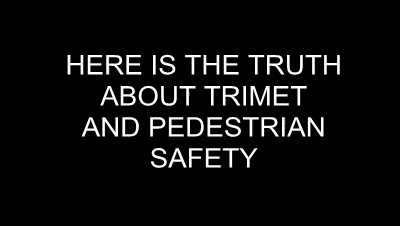 HERE IS THE TRUTH
ABOUT TRIMET
AND PEDESTRIAN
SAFETY